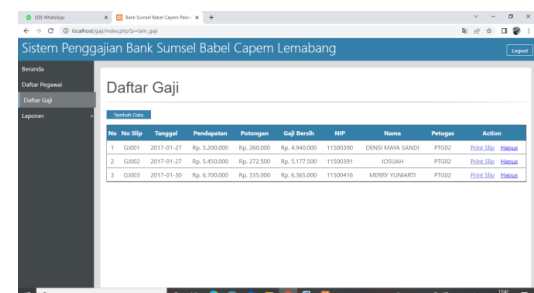 (10) WhatsApp
Bank Sumsel Babel Capem Pale
localhost/gaji/index.php?p=tam_gaji
Sistem Penggajian Bank Sumsel Babel Capem Lemabang
Logout
Beranda
Daftar Pegawai
Daftar Gaji
Laporan
Daftar Gaji
Tambah Data
No No Slip Tanggal Pendapatan Potongan Gaji Bersih NIP Nama Petugas Action
1 GJ001 2017-01-27 Rp. 5.200.000 Rp. 260.000 Rp. 4.940.000 11500390 DENSI MAYA SANDI PTG02 Print Slip Hapus
2 GJ002 2017-01-27 Rp. 5.450.000 Rp. 272.500 Rp. 5.177.500 11500391 JOSUAH PTG02 Print Slip Hapus
3 GJ003 2017-01-30 Rp. 6.700.000 Rp. 335.000 Rp. 6.365.000 11500416 MERRY YUNIARTI PTG02 Print Slip Hapus